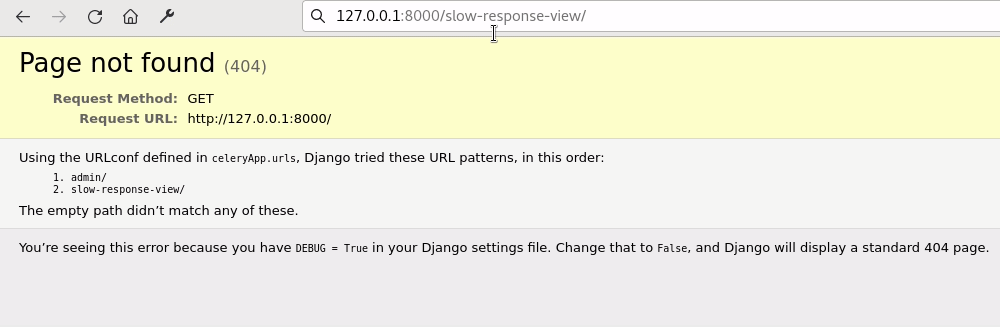 127.0.0.1:8000/slow-response-view/
Page not found (404)
Request Method: GET
Request URL: http://127.0.0.1:8000/
Using the URLconf defined in celeryApp.urls, Django tried these URL patterns, in this order:
1. admin/
2. slow-response-view/
The empty path didn’t match any of these.
You’re seeing this error because you have DEBUG = True in your Django settings file. Change that to False, and Django will display a standard 404 page.